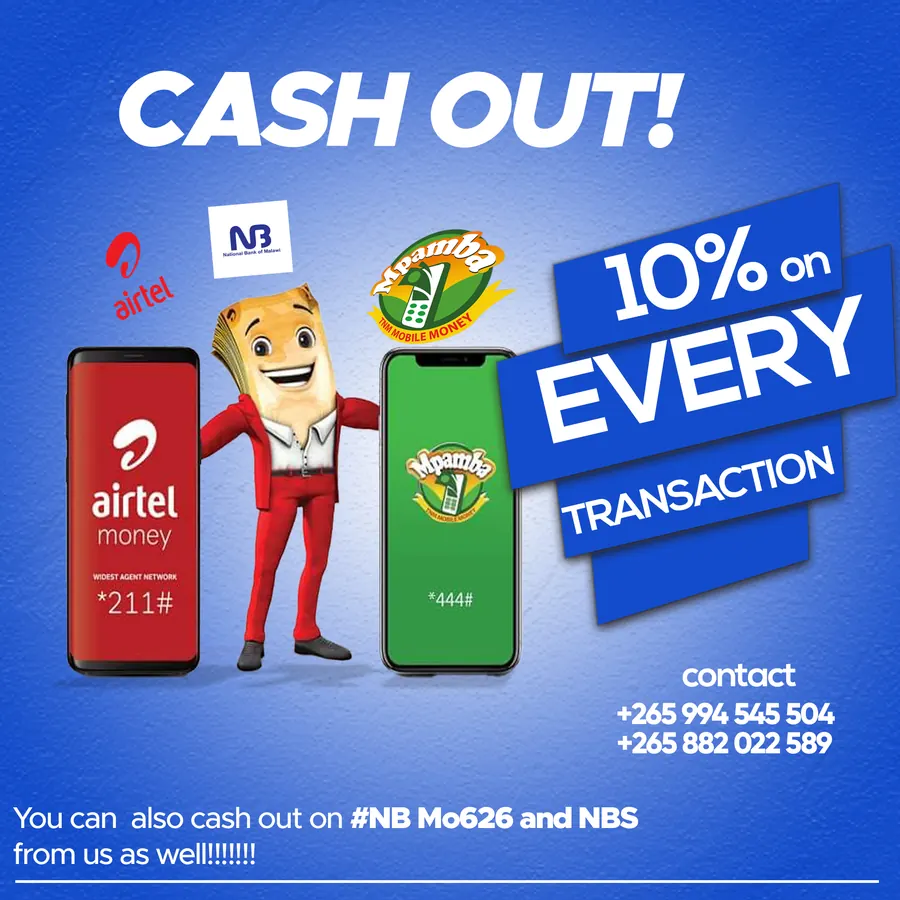 CASH OUT!
airtel
NB
National Bank of Malawi
Mpamba
TNM MOBILE MONEY
10% on
EVERY
TRANSACTION
airtel
money
WIDEST AGENT NETWORK
*211#
Mpamba
TNM MOBILE MONEY
*444#
contact
+265 994 545 504
+265 882 022 589
You can also cash out on #NB Mo626 and NBS
from us as well!!!!!!!